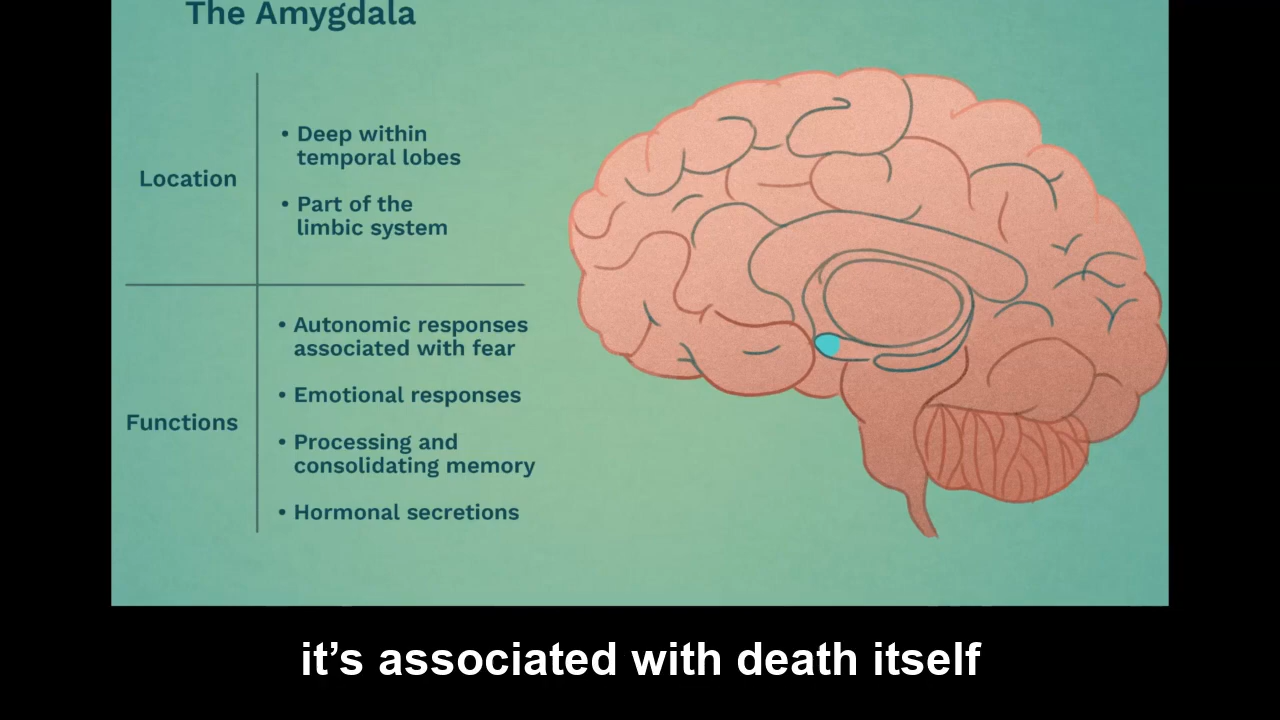 The Amygdala
Location
• Deep within
temporal lobes
• Part of the
limbic system
Functions
• Autonomic responses
associated with fear
• Emotional responses
• Processing and
consolidating memory
• Hormonal secretions
it’s associated with death itself